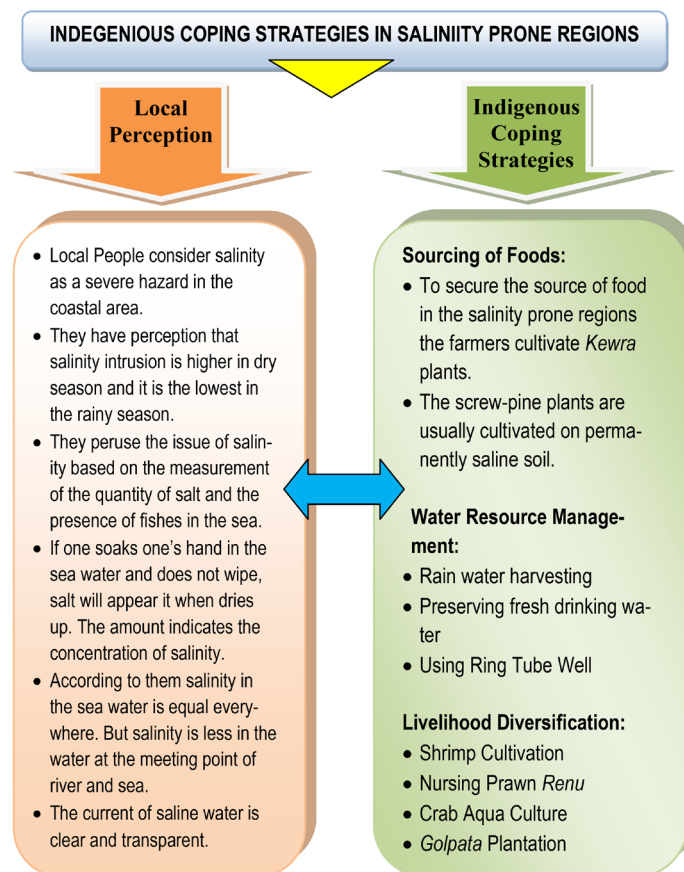 INDEGENIOUS COPING STRATEGIES IN SALINIITY PRONE REGIONS
Local
Perception
• Local People consider salinity
as a severe hazard in the
coastal area.
• They have perception that
salinity intrusion is higher in dry
season and it is the lowest in
the rainy season.
• They peruse the issue of salin-
ity based on the measurement
of the quantity of salt and the
presence of fishes in the sea.
• If one soaks one’s hand in the
sea water and does not wipe,
salt will appear it when dries
up. The amount indicates the
concentration of salinity.
• According to them salinity in
the sea water is equal every-
where. But salinity is less in the
water at the meeting point of
river and sea.
• The current of saline water is
clear and transparent.
Indigenous
Coping
Strategies
Sourcing of Foods:
• To secure the source of food
in the salinity prone regions
the farmers cultivate Kewra
plants.
• The screw-pine plants are
usually cultivated on perma-
nently saline soil.
Water Resource Manage-
ment:
• Rain water harvesting
• Preserving fresh drinking wa-
ter
• Using Ring Tube Well
Livelihood Diversification:
• Shrimp Cultivation
• Nursing Prawn Renu
• Crab Aqua Culture
• Golpata Plantation